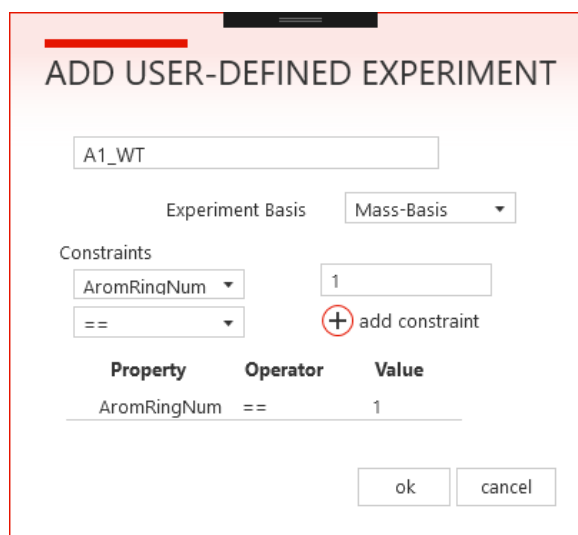 ADD USER-DEFINED EXPERIMENT
A1_WT
Experiment Basis Mass-Basis
Constraints
AromRingNum 1
== add constraint
Property Operator Value
AromRingNum == 1
ok cancel